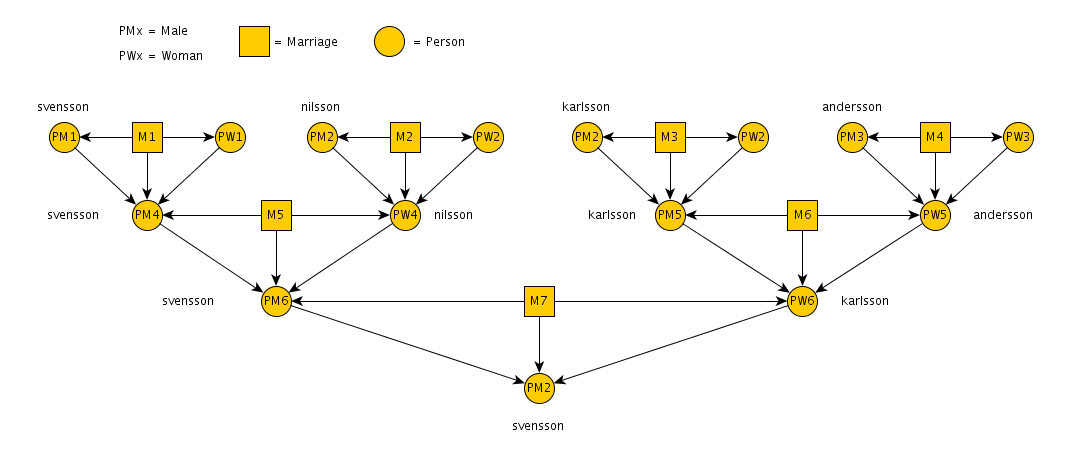 PMx = Male
PWx = Woman
= Marriage
= Person
svensson
nilsson
karlsson
andersson
PM1 M1 PW1 PM2 M2 PW2 PM2 M3 PW2 PM3 M4 PW3
svensson PM4 M5 PW4 nilsson karlsson PM5 M6 PW5 andersson
svensson PM6 M7 PW6 karlsson
PM2
svensson